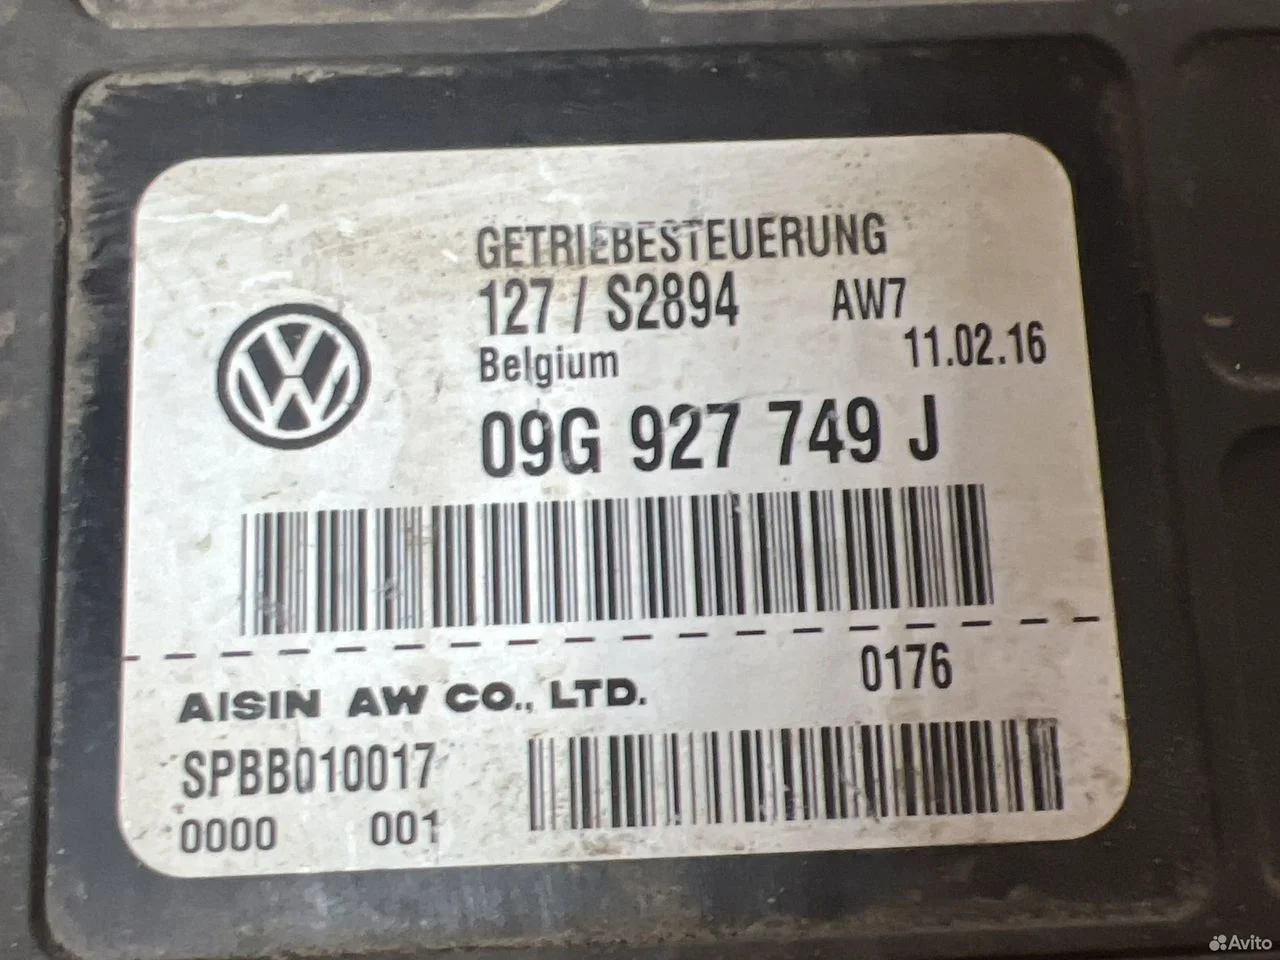 GETRIEBESTEUERUNG
127 / S2894 AW7
Belgium 11.02.16
09G 927 749 J
0176
AISIN AW CO., LTD.
SPBB010017
0000 001
Avito